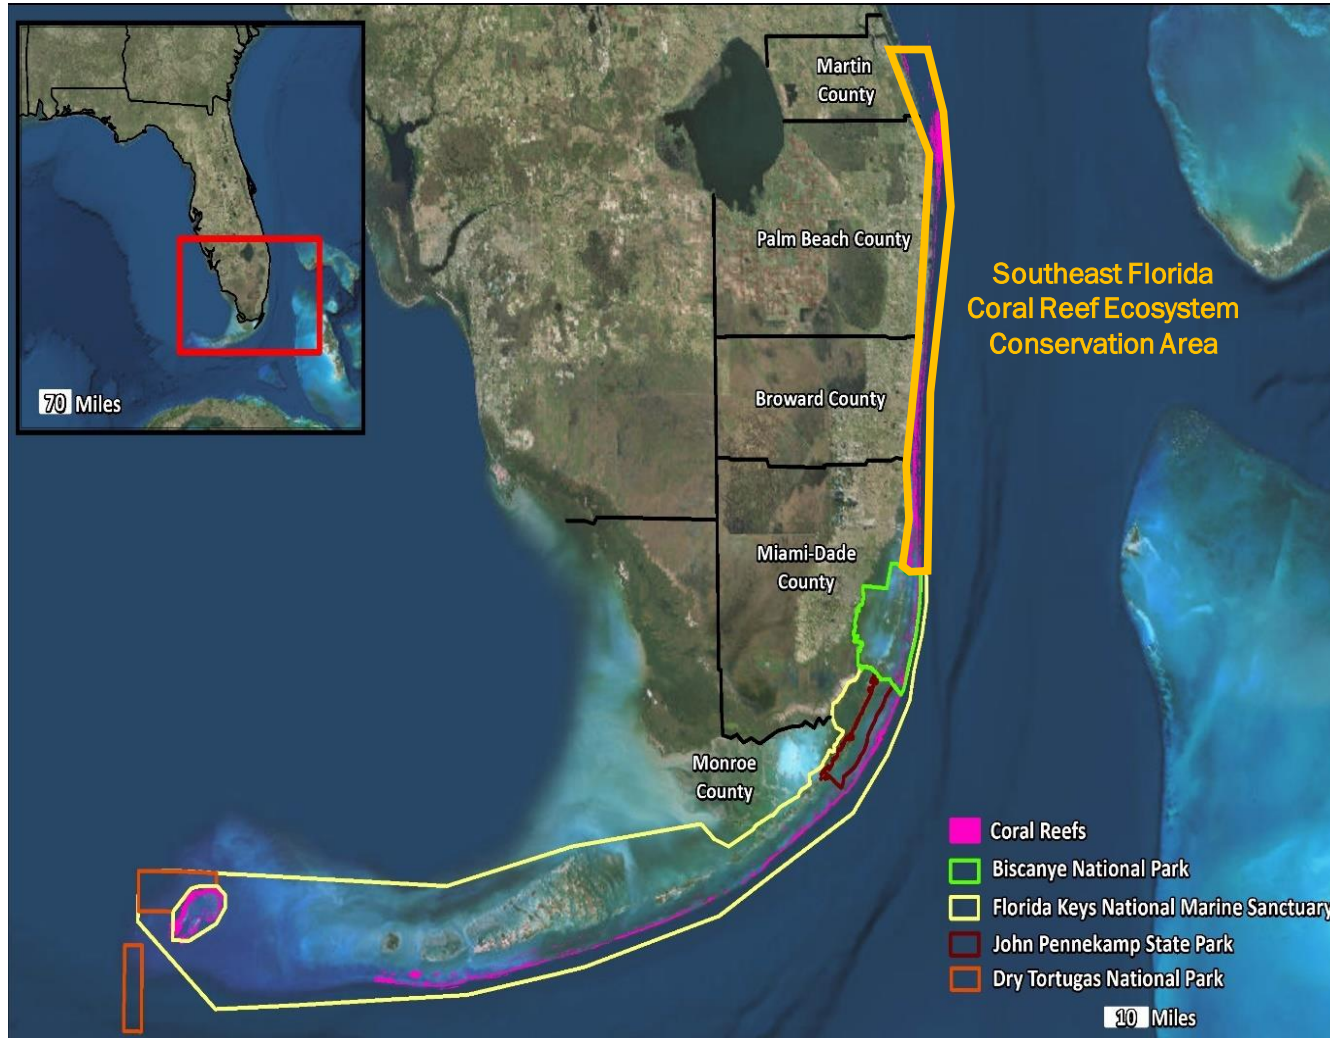 Martin
County
Palm Beach County
Southeast Florida
Coral Reef Ecosystem
Conservation Area
70 Miles
Broward County
Miami-Dade
County
Monroe
County
Coral Reefs
Biscanye National Park
Florida Keys National Marine Sanctuary
John Pennekamp State Park
Dry Tortugas National Park
10 Miles